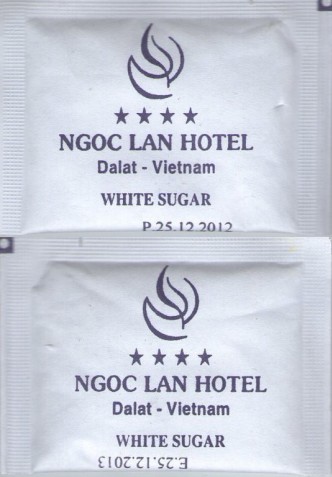 ★★★★
NGOC LAN HOTEL
Dalat - Vietnam
WHITE SUGAR
P.25.12.2012
★★★★
NGOC LAN HOTEL
Dalat - Vietnam
WHITE SUGAR
E.25.12.2013